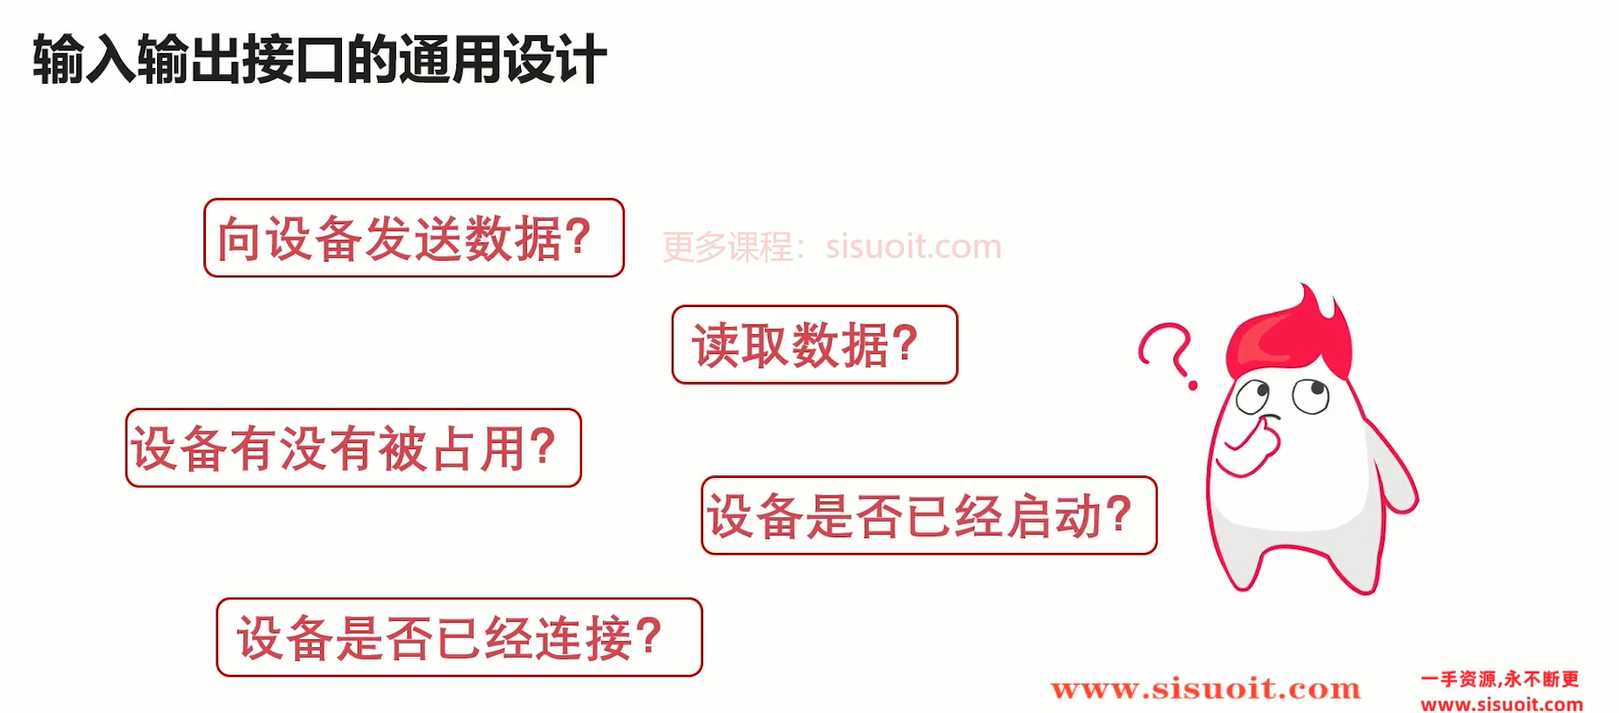 输入输出接口的通用设计
向设备发送数据？
更多课程：sisuoit.com
读取数据？
设备有没有被占用？
设备是否已经启动？
设备是否已经连接？
www.sisuoit.com
一手资源,永不断更
www.sisuoit.com